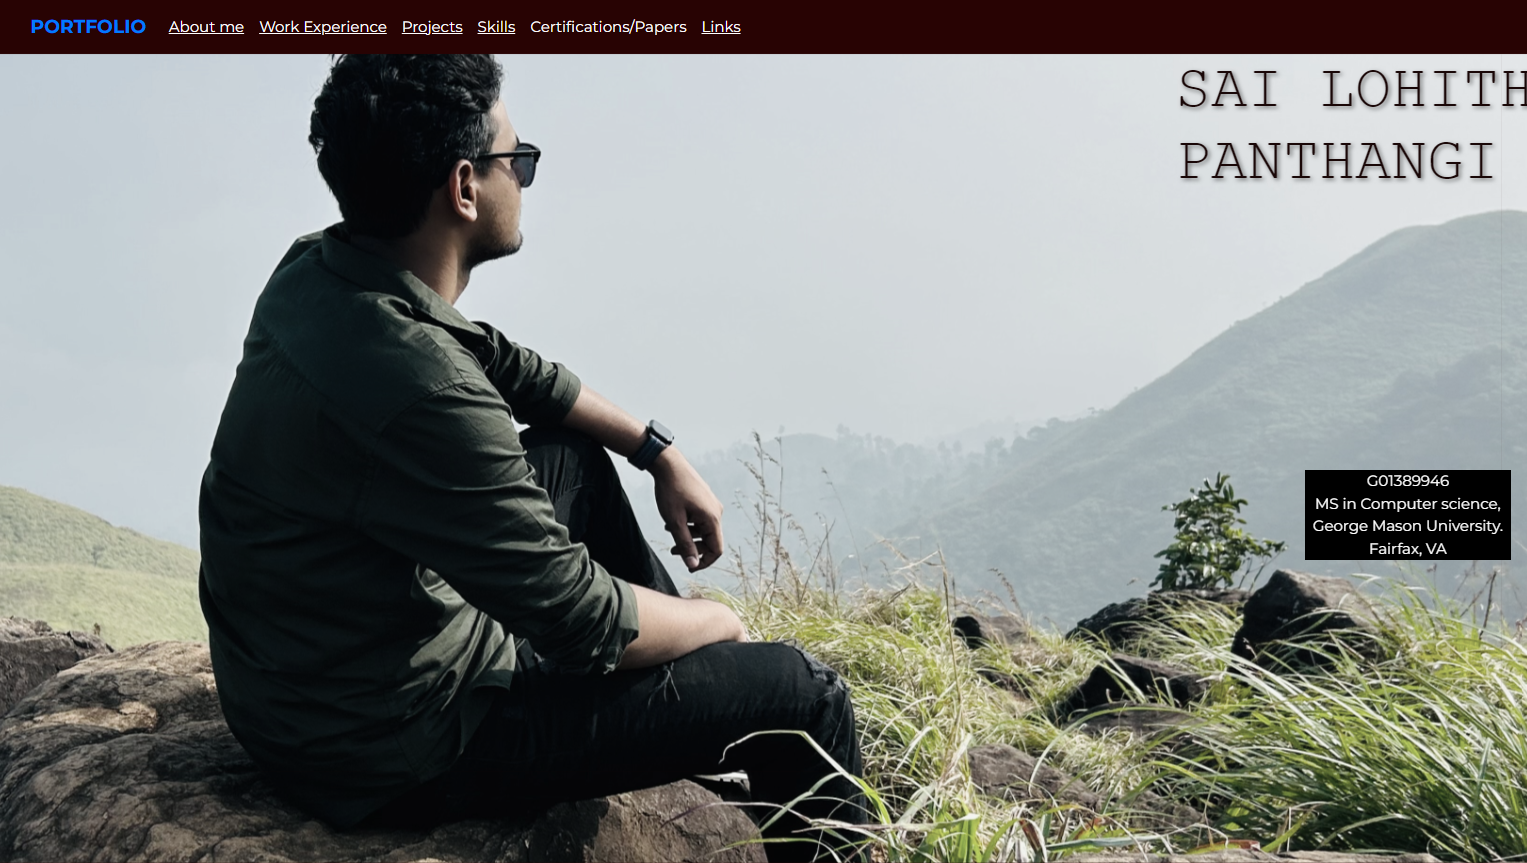 PORTFOLIO About me Work Experience Projects Skills Certifications/Papers Links
SAI LOHITH
PANTHANGI
G01389946
MS in Computer science,
George Mason University.
Fairfax, VA